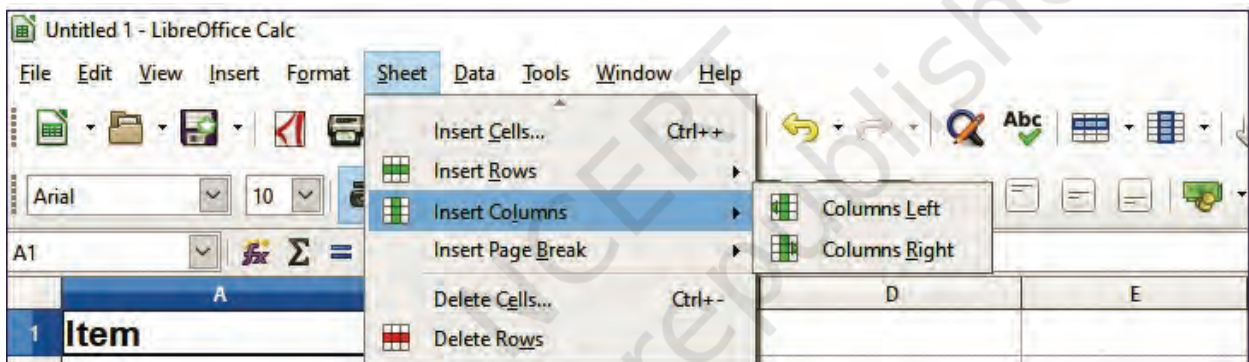 Untitled 1 - LibreOffice Calc
File Edit View Insert Format Sheet Data Tools Window Help
Insert Cells... Ctrl++
Abc
Insert Rows
Arial 10
Insert Columns
Columns Left
Insert Page Break
Columns Right
A1
Delete Cells... Ctrl+-
A D E
1 Item
Delete Rows